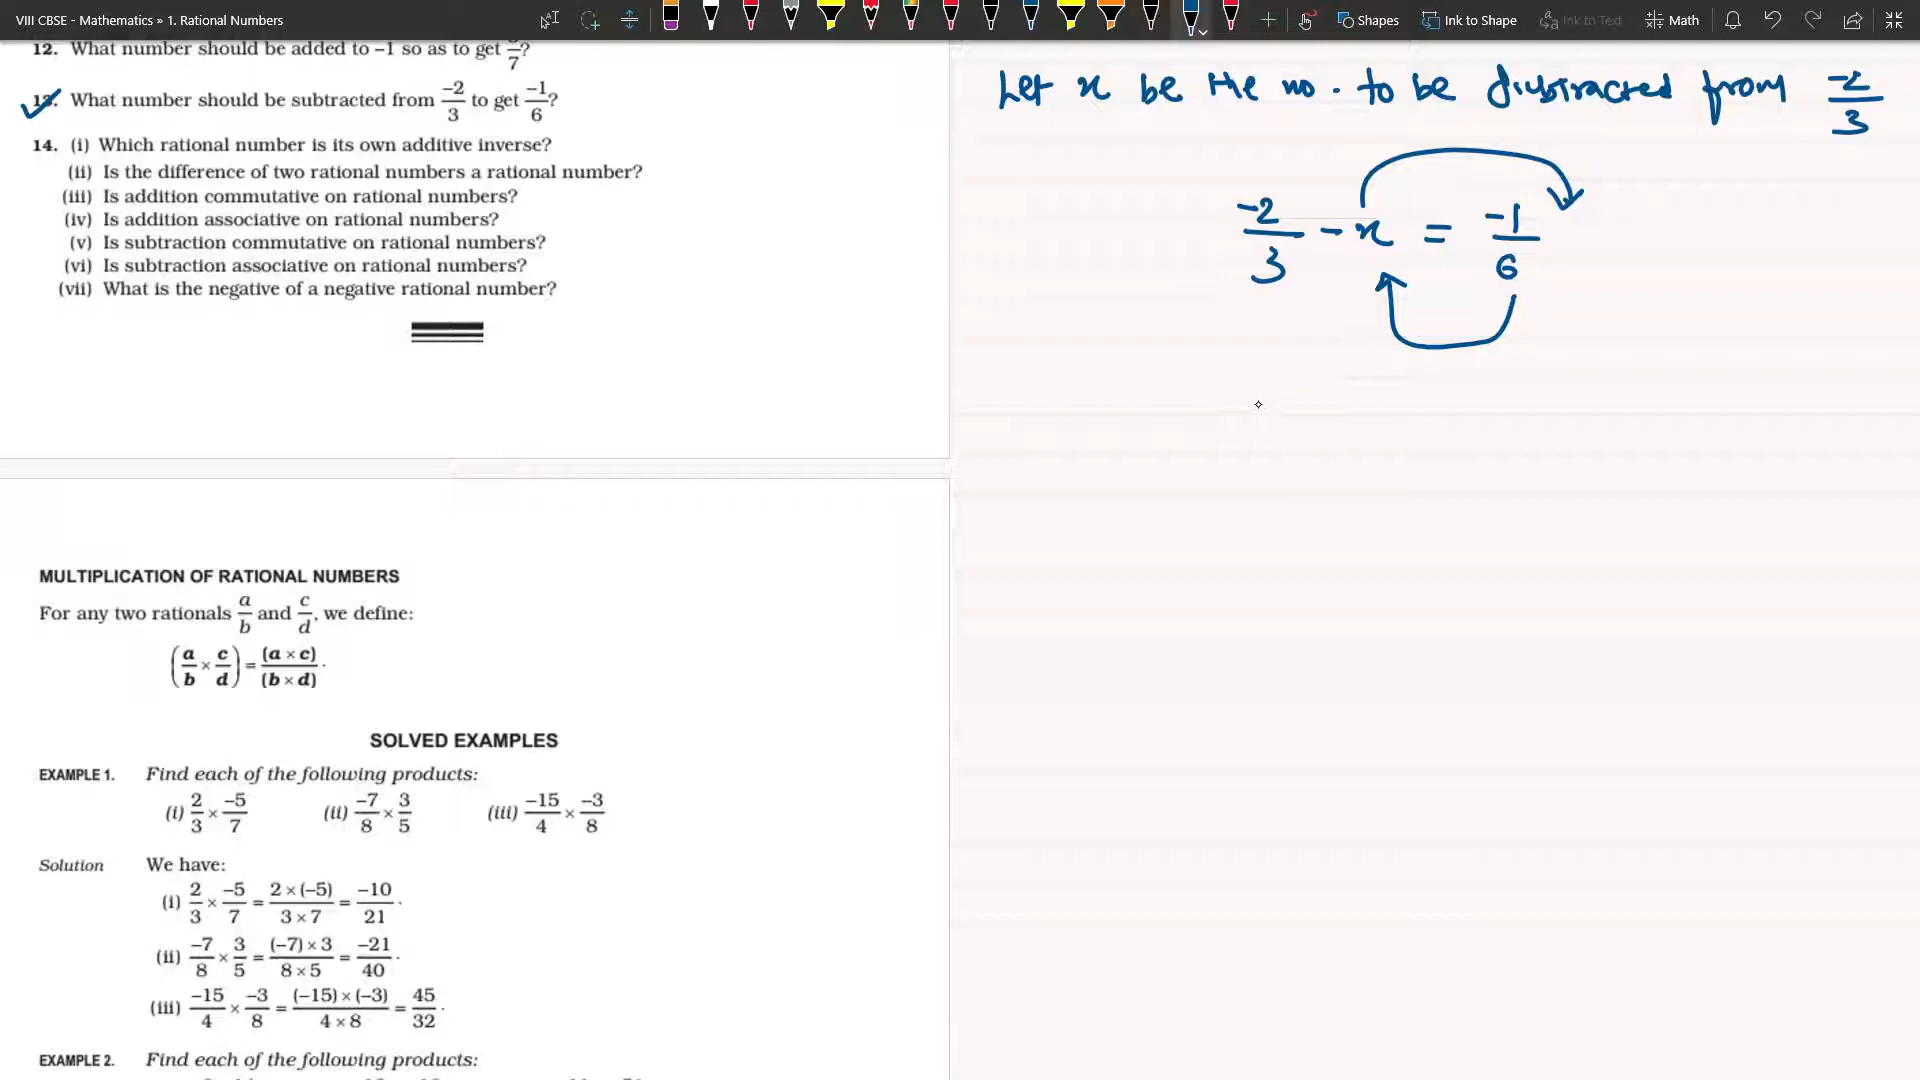 VIII CBSE - Mathematics » 1. Rational Numbers
Shapes
Ink to Shape
Ink to Text
Math
12. What number should be added to –1 so as to get /7?
13. What number should be subtracted from -2/3 to get -1/6?
14. (i) Which rational number is its own additive inverse?
(ii) Is the difference of two rational numbers a rational number?
(iii) Is addition commutative on rational numbers?
(iv) Is addition associative on rational numbers?
(v) Is subtraction commutative on rational numbers?
(vi) Is subtraction associative on rational numbers?
(vii) What is the negative of a negative rational number?
MULTIPLICATION OF RATIONAL NUMBERS
For any two rationals a/b and c/d, we define:
(a/b × c/d) = (a × c)/(b × d).
SOLVED EXAMPLES
EXAMPLE 1. Find each of the following products:
(i) 2/3 × -5/7 (ii) -7/8 × 3/5 (iii) -15/4 × -3/8
Solution We have:
(i) 2/3 × -5/7 = 2 × (–5)/3 × 7 = -10/21.
(ii) -7/8 × 3/5 = (–7) × 3/8 × 5 = -21/40.
(iii) -15/4 × -3/8 = (–15) × (–3)/4 × 8 = 45/32.
EXAMPLE 2. Find each of the following products:
Let x be the no. to be subtracted from -2/3
-2/3 - x = -1/6